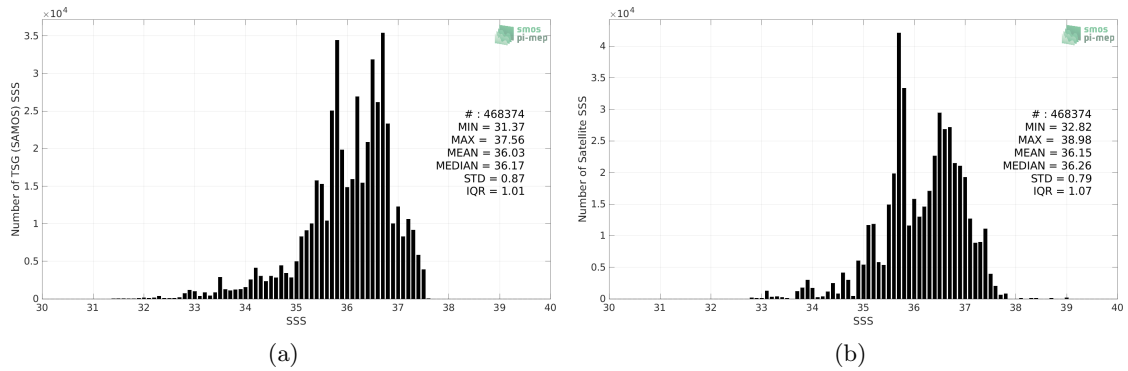 ×10⁴
smos
pi-mep
3.5
3
2.5
2
1.5
1
0.5
0
Number of TSG (SAMOS) SSS
# : 468374
MIN = 31.37
MAX = 37.56
MEAN = 36.03
MEDIAN = 36.17
STD = 0.87
IQR = 1.01
30 31 32 33 34 35 36 37 38 39 40
SSS
(a)
×10⁴
smos
pi-mep
4
3.5
3
2.5
2
1.5
1
0.5
0
Number of Satellite SSS
# : 468374
MIN = 32.82
MAX = 38.98
MEAN = 36.15
MEDIAN = 36.26
STD = 0.79
IQR = 1.07
30 31 32 33 34 35 36 37 38 39 40
SSS
(b)